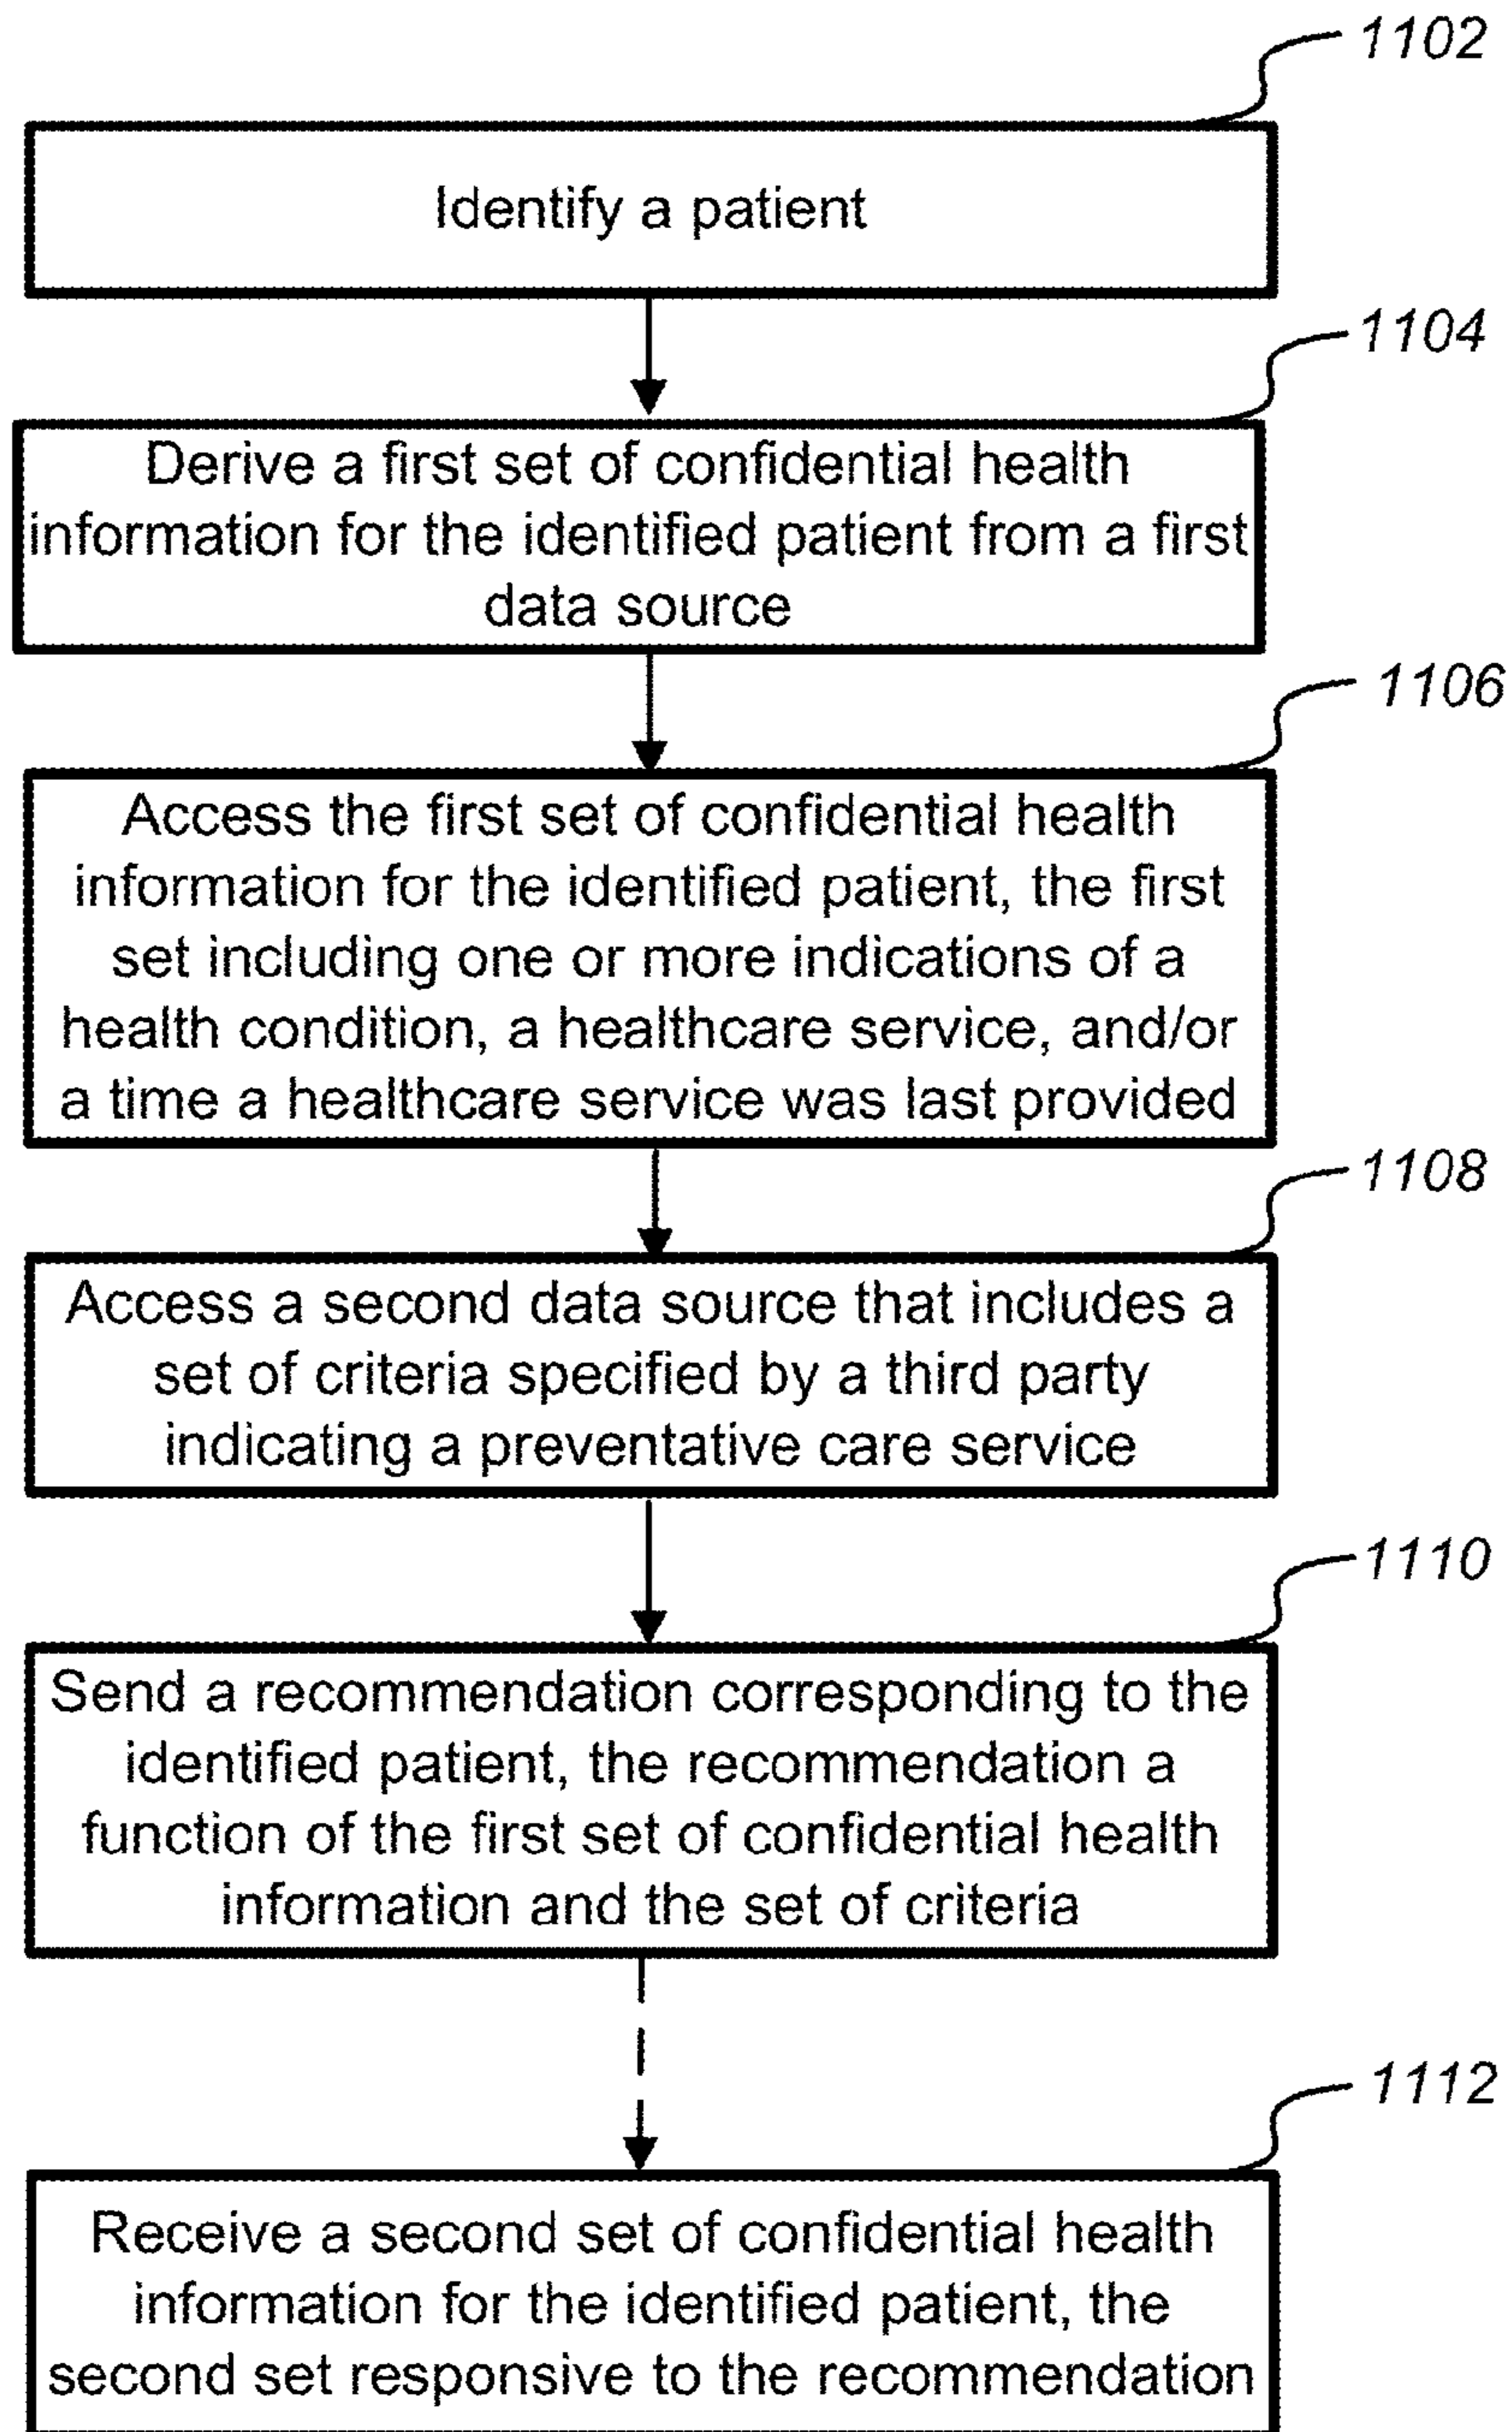 1102
Identify a patient
1104
Derive a first set of confidential health
information for the identified patient from a first
data source
1106
Access the first set of confidential health
information for the identified patient, the first
set including one or more indications of a
health condition, a healthcare service, and/or
a time a healthcare service was last provided
1108
Access a second data source that includes a
set of criteria specified by a third party
indicating a preventative care service
1110
Send a recommendation corresponding to the
identified patient, the recommendation a
function of the first set of confidential health
information and the set of criteria
1112
Receive a second set of confidential health
information for the identified patient, the
second set responsive to the recommendation